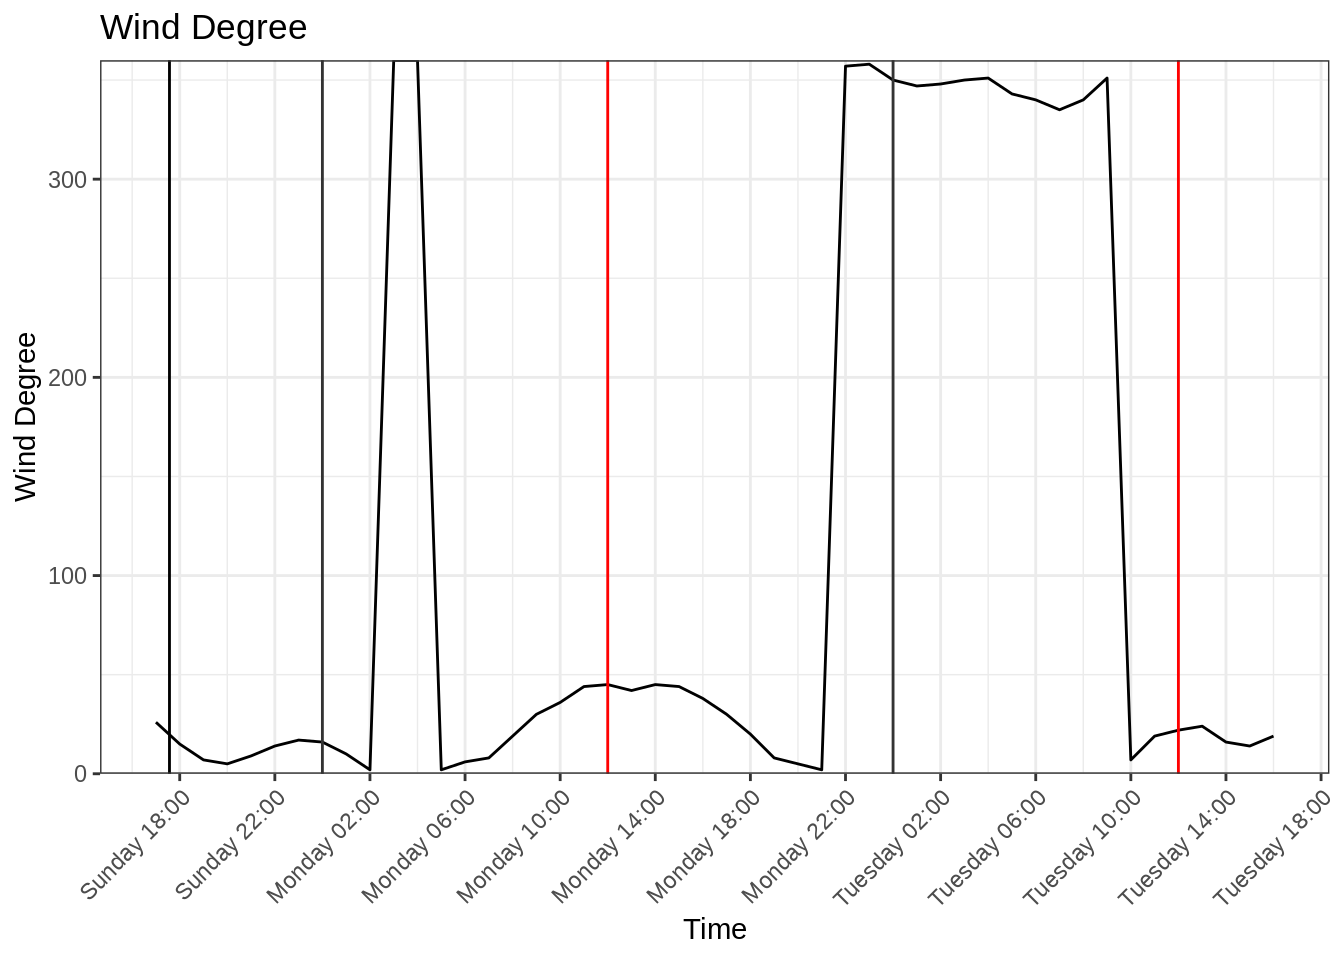 Wind Degree
Wind Degree
300
200
100
0
Sunday 18:00
Sunday 22:00
Monday 02:00
Monday 06:00
Monday 10:00
Monday 14:00
Monday 18:00
Monday 22:00
Tuesday 02:00
Tuesday 06:00
Tuesday 10:00
Tuesday 14:00
Tuesday 18:00
Time